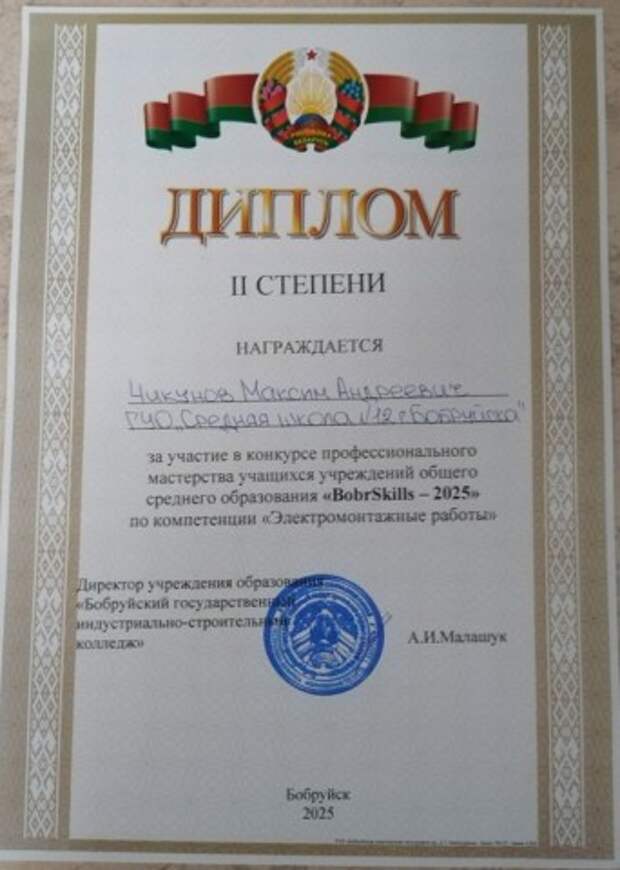 ДИПЛОМ
II СТЕПЕНИ
НАГРАЖДАЕТСЯ
Чикунов Максим Андреевич
ГУО „Средная школа №12 г.Бобруйска"
за участие в конкурсе профессионального
мастерства учащихся учреждений общего
среднего образования «BobrSkills – 2025»
по компетенции «Электромонтажные работы»
Директор учреждения образования
«Бобруйский государственный
индустриально-строительный
колледж»
А.И.Малашук
Бобруйск
2025